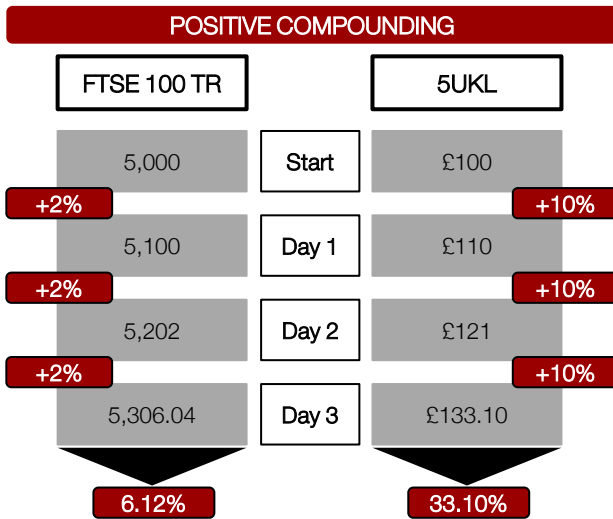 POSITIVE COMPOUNDING
FTSE 100 TR
5UKL
5,000
Start
£100
+2%
+10%
5,100
Day 1
£110
+2%
+10%
5,202
Day 2
£121
+2%
+10%
5,306.04
Day 3
£133.10
6.12%
33.10%